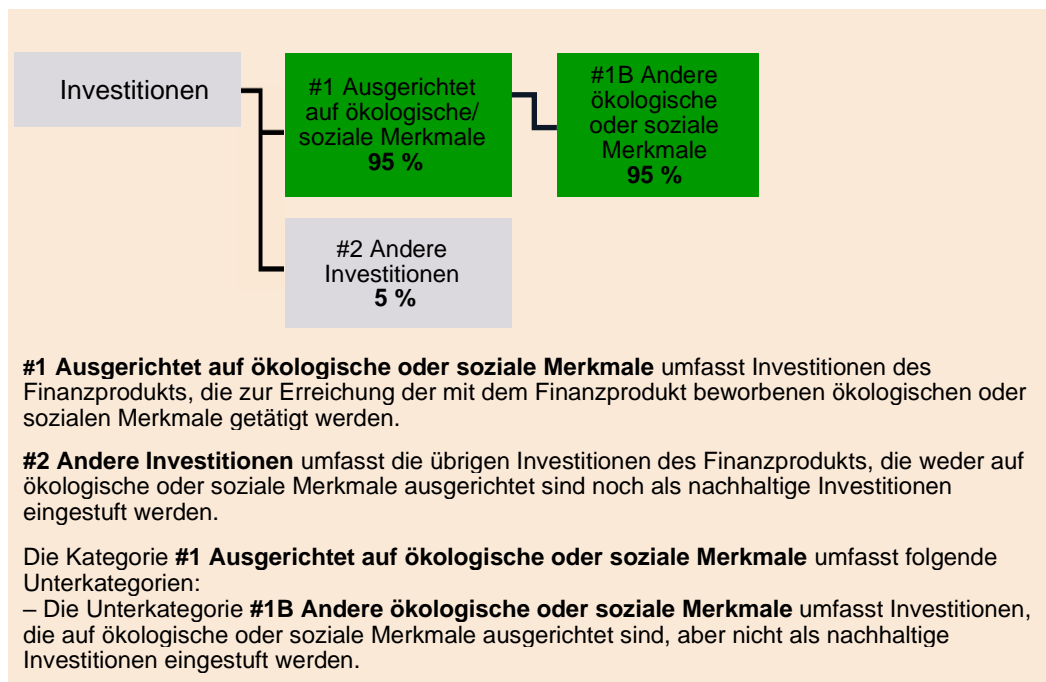 Investitionen
#1 Ausgerichtet
auf ökologische/
soziale Merkmale
95 %
#1B Andere
ökologische
oder soziale
Merkmale
95 %
#2 Andere
Investitionen
5 %
#1 Ausgerichtet auf ökologische oder soziale Merkmale umfasst Investitionen des
Finanzprodukts, die zur Erreichung der mit dem Finanzprodukt beworbenen ökologischen oder
sozialen Merkmale getätigt werden.
#2 Andere Investitionen umfasst die übrigen Investitionen des Finanzprodukts, die weder auf
ökologische oder soziale Merkmale ausgerichtet sind noch als nachhaltige Investitionen
eingestuft werden.
Die Kategorie #1 Ausgerichtet auf ökologische oder soziale Merkmale umfasst folgende
Unterkategorien:
– Die Unterkategorie #1B Andere ökologische oder soziale Merkmale umfasst Investitionen,
die auf ökologische oder soziale Merkmale ausgerichtet sind, aber nicht als nachhaltige
Investitionen eingestuft werden.